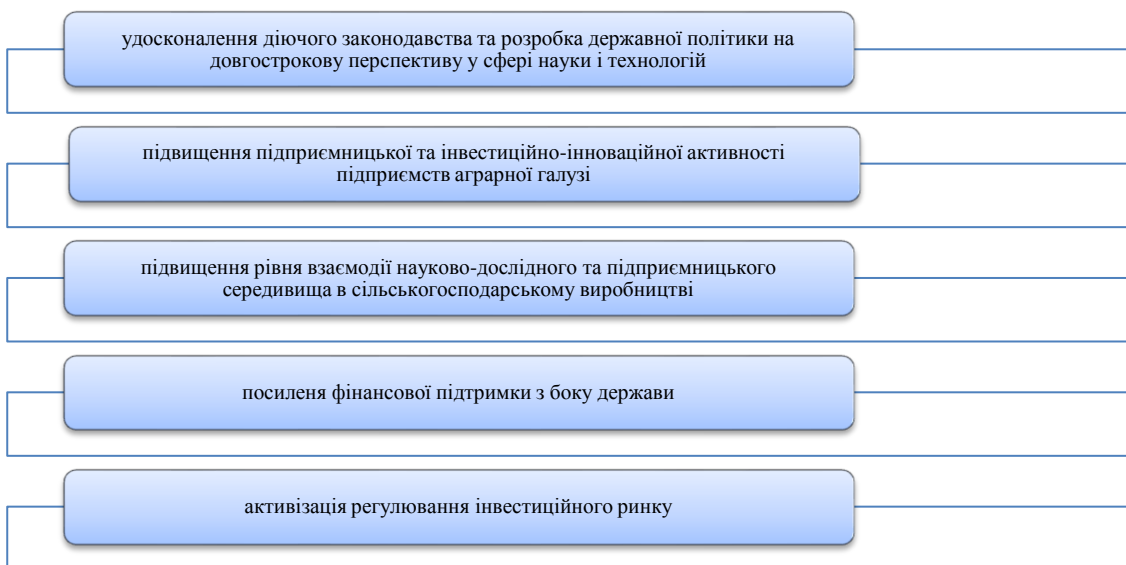 удосконалення діючого законодавства та розробка державної політики на
довгострокову перспективу у сфері науки і технологій
підвищення підприємницької та інвестиційно-інноваційної активності
підприємств аграрної галузі
підвищення рівня взаємодії науково-дослідного та підприємницького
середивища в сільськогосподарському виробництві
посиленя фінансової підтримки з боку держави
активізація регулювання інвестиційного ринку